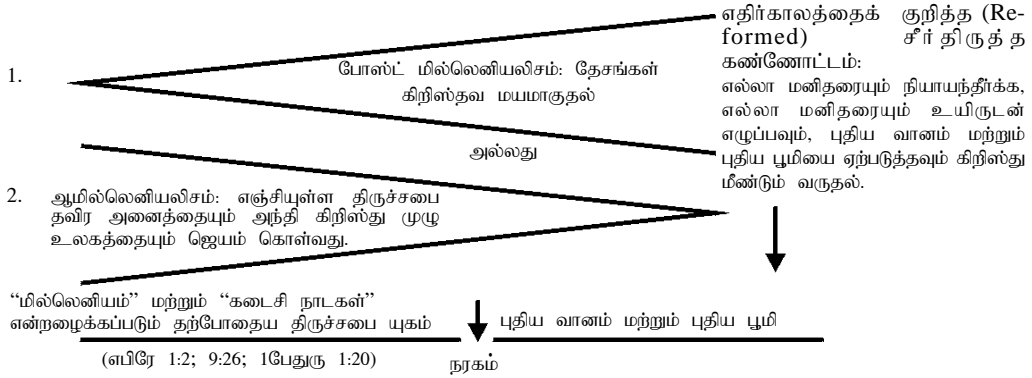 எதிர்காலத்தைக் குறித்த (Re-
formed) சீர்திருத்த
கண்ணோட்டம்:
எல்லா மனிதரையும் நியாயந்தீர்க்க,
எல்லா மனிதரையும் உயிருடன்
எழுப்பவும், புதிய வானம் மற்றும்
புதிய பூமியை ஏற்படுத்தவும் கிறிஸ்து
மீண்டும் வருதல்.
1. போஸ்ட் மில்லெனியலிசம்: தேசங்கள்
கிறிஸ்தவ மயமாகுதல்
அல்லது
2. ஆமில்லெனியலிசம்: எஞ்சியுள்ள திருச்சபை
தவிர அனைத்தையும் அந்தி கிறிஸ்து முழு
உலகத்தையும் ஜெயம் கொள்வது.
“மில்லெனியம்” மற்றும் “கடைசி நாடகள்”
என்றழைக்கப்படும் தற்போதைய திருச்சபை யுகம்
புதிய வானம் மற்றும் புதிய பூமி
(எபிரே 1:2; 9:26; 1பேதுரு 1:20)
நரகம்